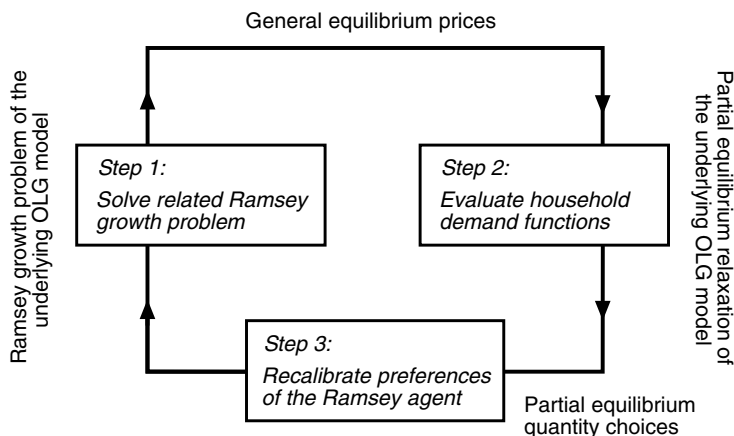 General equilibrium prices
Ramsey growth problem of the
underlying OLG model
Step 1:
Solve related Ramsey
growth problem
Step 2:
Evaluate household
demand functions
Partial equilibrium relaxation of
the underlying OLG model
Step 3:
Recalibrate preferences
of the Ramsey agent
Partial equilibrium
quantity choices